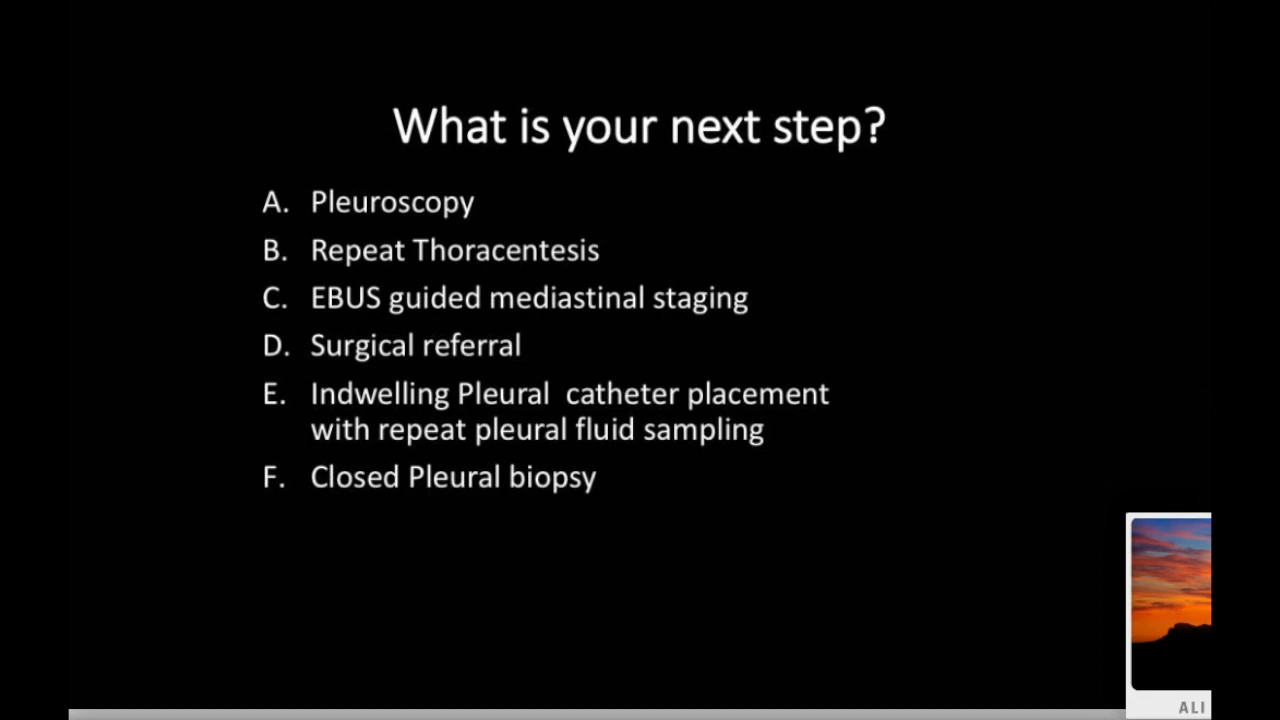 What is your next step?
A. Pleuroscopy
B. Repeat Thoracentesis
C. EBUS guided mediastinal staging
D. Surgical referral
E. Indwelling Pleural catheter placement
with repeat pleural fluid sampling
F. Closed Pleural biopsy
ALI